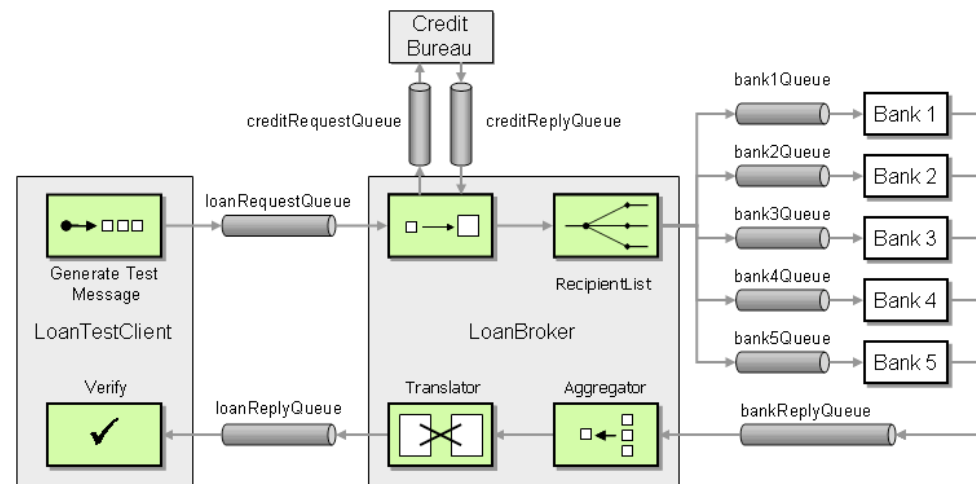 Credit
Bureau
creditRequestQueue
creditReplyQueue
bank1Queue
Bank 1
bank2Queue
Bank 2
bank3Queue
Bank 3
bank4Queue
Bank 4
bank5Queue
Bank 5
loanRequestQueue
Generate Test
Message
RecipientList
LoanTestClient
LoanBroker
Verify
loanReplyQueue
Translator
Aggregator
bankReplyQueue